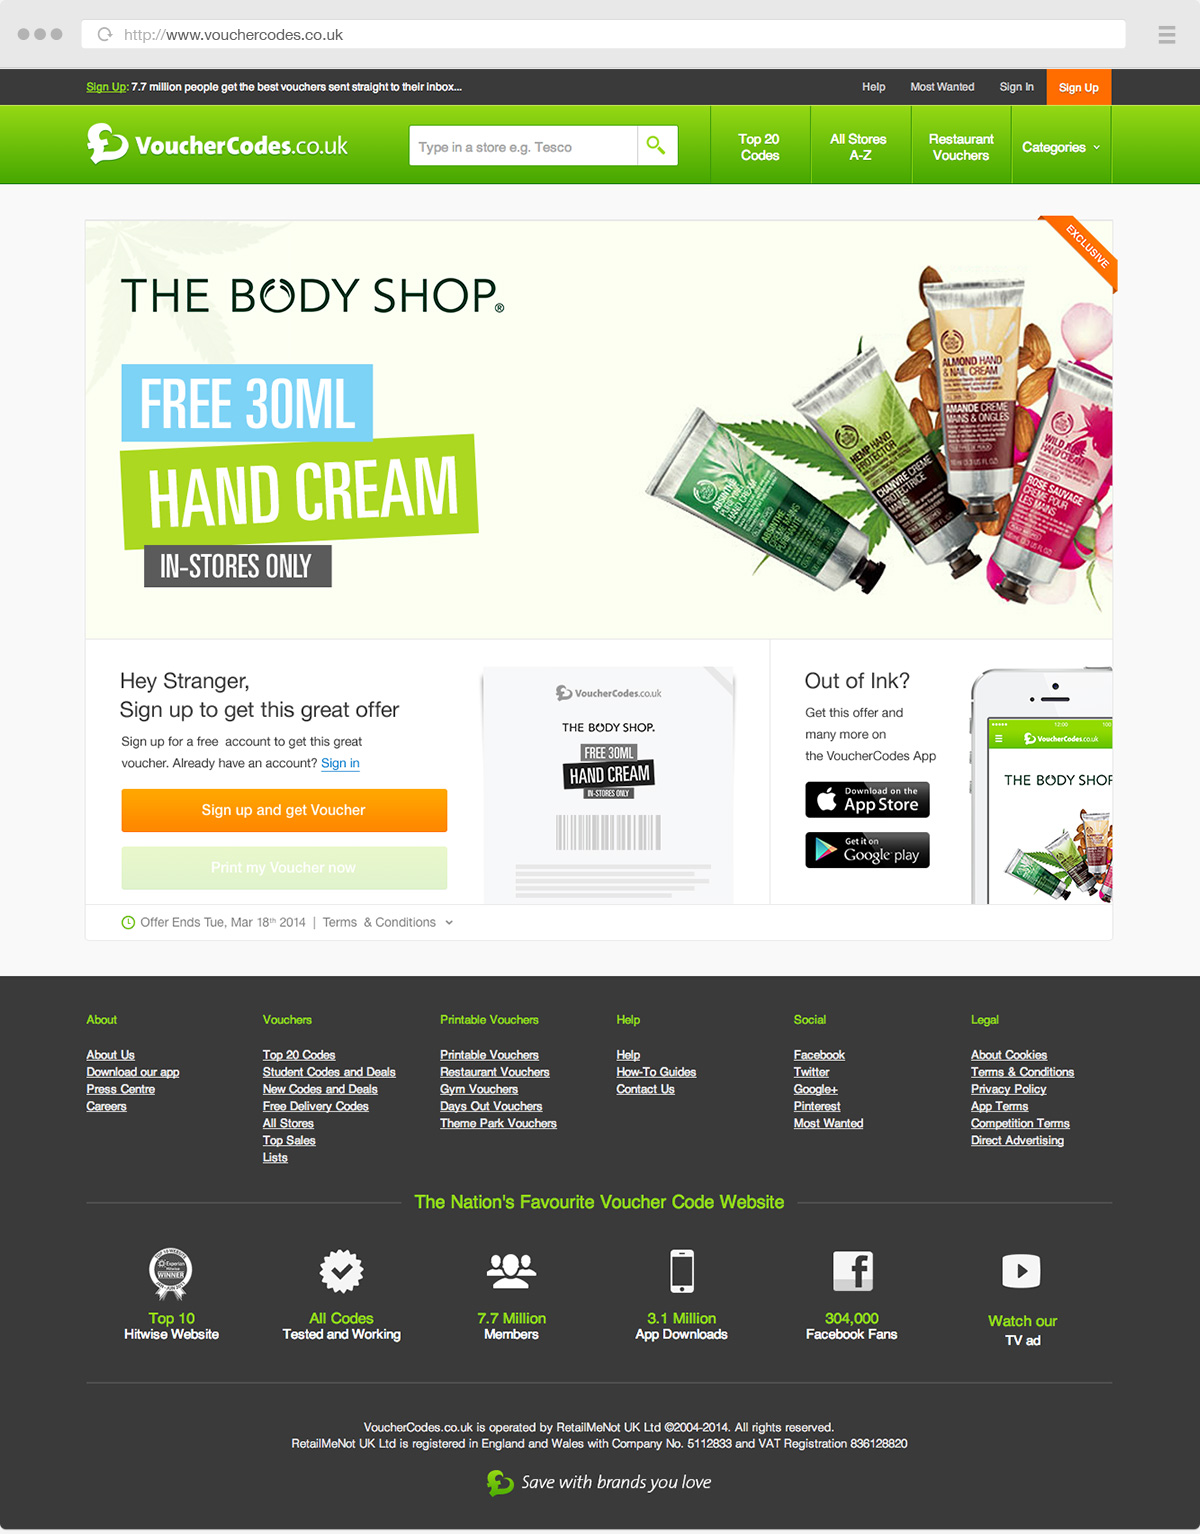 http://www.vouchercodes.co.uk
Sign Up: 7.7 million people get the best vouchers sent straight to their inbox...
Help
Most Wanted
Sign In
Sign Up
VoucherCodes.co.uk
Type in a store e.g. Tesco
Top 20
Codes
All Stores
A-Z
Restaurant
Vouchers
Categories
EXCLUSIVE
THE BODY SHOP®
FREE 30ML
HAND CREAM
IN-STORES ONLY
ABSINTHE
PURIFYING
HAND CREAM
HEMP HAND
PROTECTOR
CHANVRE CREME
PROTECTRICE
ALMOND HAND
& NAIL CREAM
AMANDE CREME
MAINS & ONGLES
WILD ROSE
HAND CREAM
ROSE SAUVAGE
CREME POUR
LES MAINS
Hey Stranger,
Sign up to get this great offer
Sign up for a free account to get this great
voucher. Already have an account? Sign in
Sign up and get Voucher
Print my Voucher now
VoucherCodes.co.uk
THE BODY SHOP.
FREE 30ML
HAND CREAM
IN-STORES ONLY
Out of Ink?
Get this offer and
many more on
the VoucherCodes App
Download on the
App Store
Get it on
Google play
12:00
100
VoucherCodes.co.uk
THE BODY SHOP
Offer Ends Tue, Mar 18th 2014 | Terms & Conditions
About
About Us
Download our app
Press Centre
Careers
Vouchers
Top 20 Codes
Student Codes and Deals
New Codes and Deals
Free Delivery Codes
All Stores
Top Sales
Lists
Printable Vouchers
Printable Vouchers
Restaurant Vouchers
Gym Vouchers
Days Out Vouchers
Theme Park Vouchers
Help
Help
How-To Guides
Contact Us
Social
Facebook
Twitter
Google+
Pinterest
Most Wanted
Legal
About Cookies
Terms & Conditions
Privacy Policy
App Terms
Competition Terms
Direct Advertising
The Nation's Favourite Voucher Code Website
TOP 10 WEBSITE
Experian
Hitwise
WINNER
Top 10
Hitwise Website
All Codes
Tested and Working
7.7 Million
Members
3.1 Million
App Downloads
304,000
Facebook Fans
Watch our
TV ad
VoucherCodes.co.uk is operated by RetailMeNot UK Ltd ©2004-2014. All rights reserved.
RetailMeNot UK Ltd is registered in England and Wales with Company No. 5112833 and VAT Registration 836128820
Save with brands you love